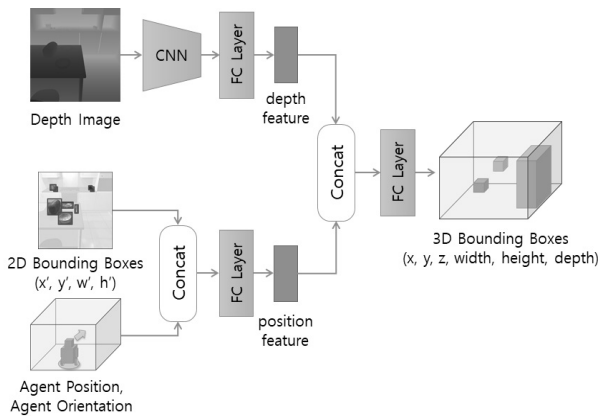 CNN
FC Layer
Depth Image
depth
feature
Concat
FC Layer
3D Bounding Boxes
(x, y, z, width, height, depth)
2D Bounding Boxes
(x', y', w', h')
Concat
FC Layer
position
feature
Agent Position,
Agent Orientation